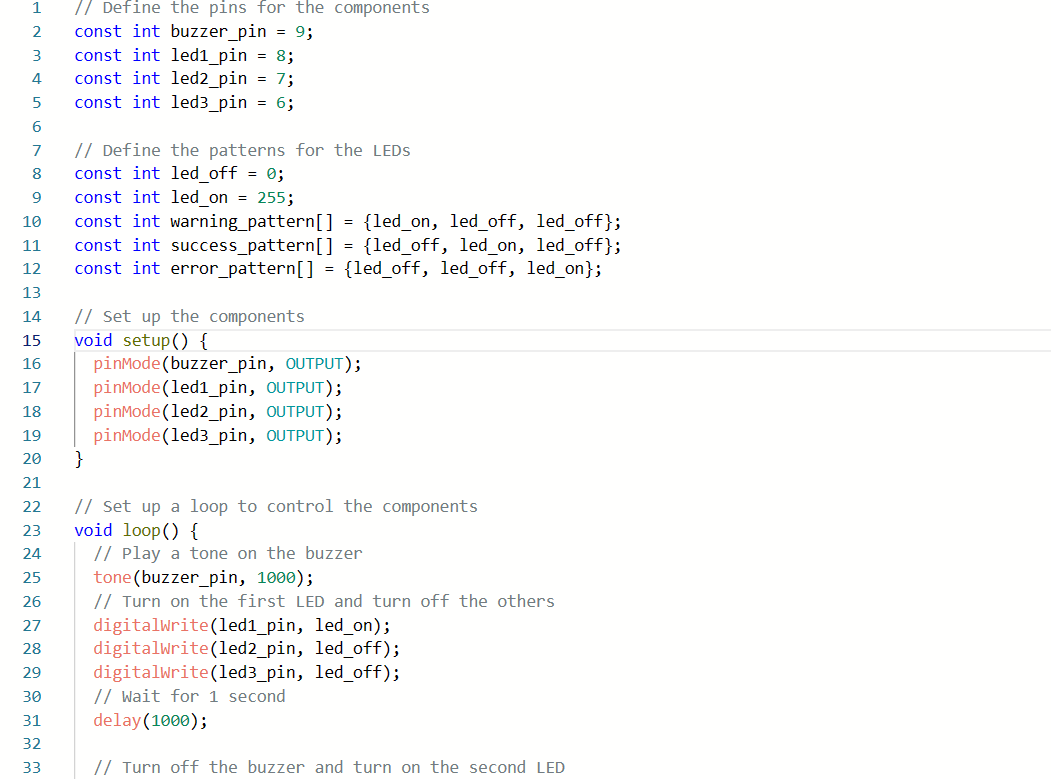 1 // Define the pins for the components
2 const int buzzer_pin = 9;
3 const int led1_pin = 8;
4 const int led2_pin = 7;
5 const int led3_pin = 6;
6
7 // Define the patterns for the LEDs
8 const int led_off = 0;
9 const int led_on = 255;
10 const int warning_pattern[] = {led_on, led_off, led_off};
11 const int success_pattern[] = {led_off, led_on, led_off};
12 const int error_pattern[] = {led_off, led_off, led_on};
13
14 // Set up the components
15 void setup() {
16   pinMode(buzzer_pin, OUTPUT);
17   pinMode(led1_pin, OUTPUT);
18   pinMode(led2_pin, OUTPUT);
19   pinMode(led3_pin, OUTPUT);
20 }
21
22 // Set up a loop to control the components
23 void loop() {
24   // Play a tone on the buzzer
25   tone(buzzer_pin, 1000);
26   // Turn on the first LED and turn off the others
27   digitalWrite(led1_pin, led_on);
28   digitalWrite(led2_pin, led_off);
29   digitalWrite(led3_pin, led_off);
30   // Wait for 1 second
31   delay(1000);
32
33   // Turn off the buzzer and turn on the second LED